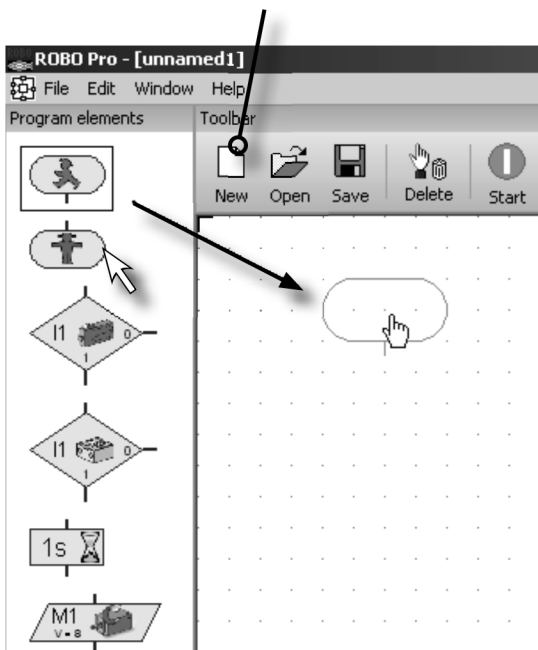 ROBO Pro - [unnamed1]
File Edit Window Help
Program elements
Toolbar
New Open Save Delete Start
I1 0
1
I1 0
1
1s
M1
V=8